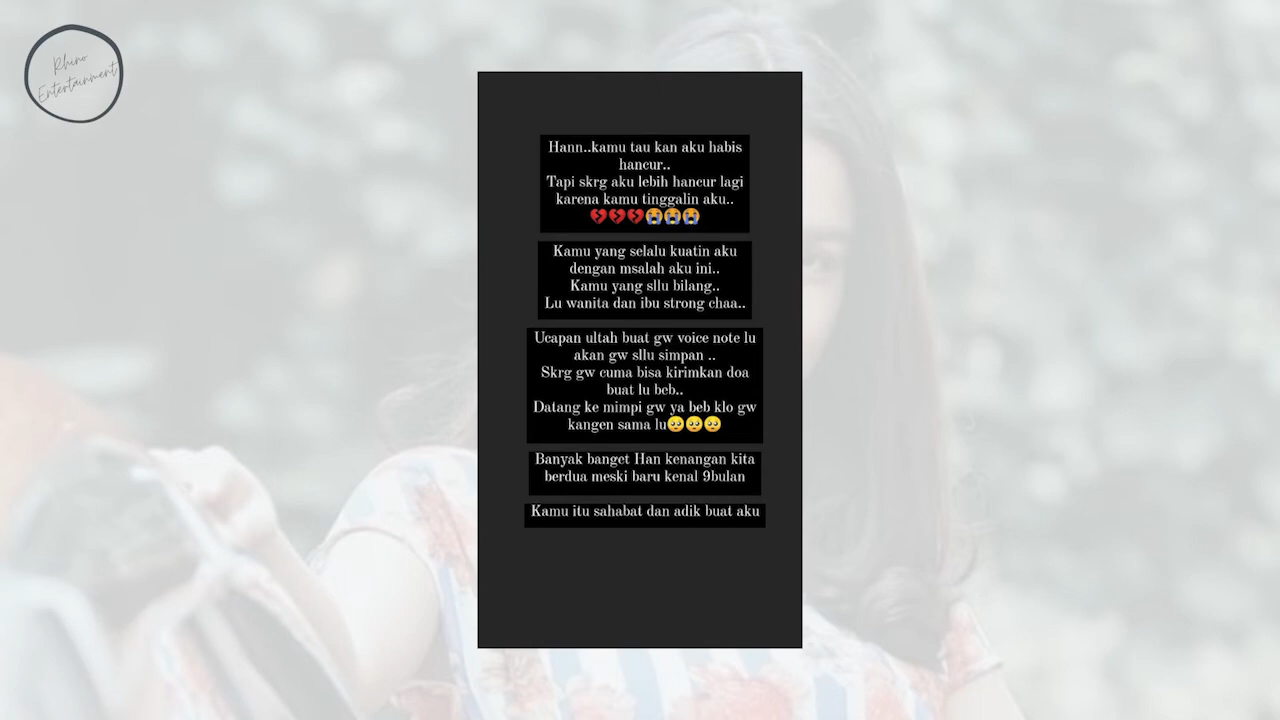 Rhino
Entertainment
Hann..kamu tau kan aku habis
hancur..
Tapi skrg aku lebih hancur lagi
karena kamu tinggalin aku..
💔💔💔😭😭😭
Kamu yang selalu kuatin aku
dengan msalah aku ini..
Kamu yang sllu bilang..
Lu wanita dan ibu strong chaa..
Ucapan ultah buat gw voice note lu
akan gw sllu simpan ..
Skrg gw cuma bisa kirimkan doa
buat lu beb..
Datang ke mimpi gw ya beb klo gw
kangen sama lu🥺🥺🥺
Banyak banget Han kenangan kita
berdua meski baru kenal 9bulan
Kamu itu sahabat dan adik buat aku